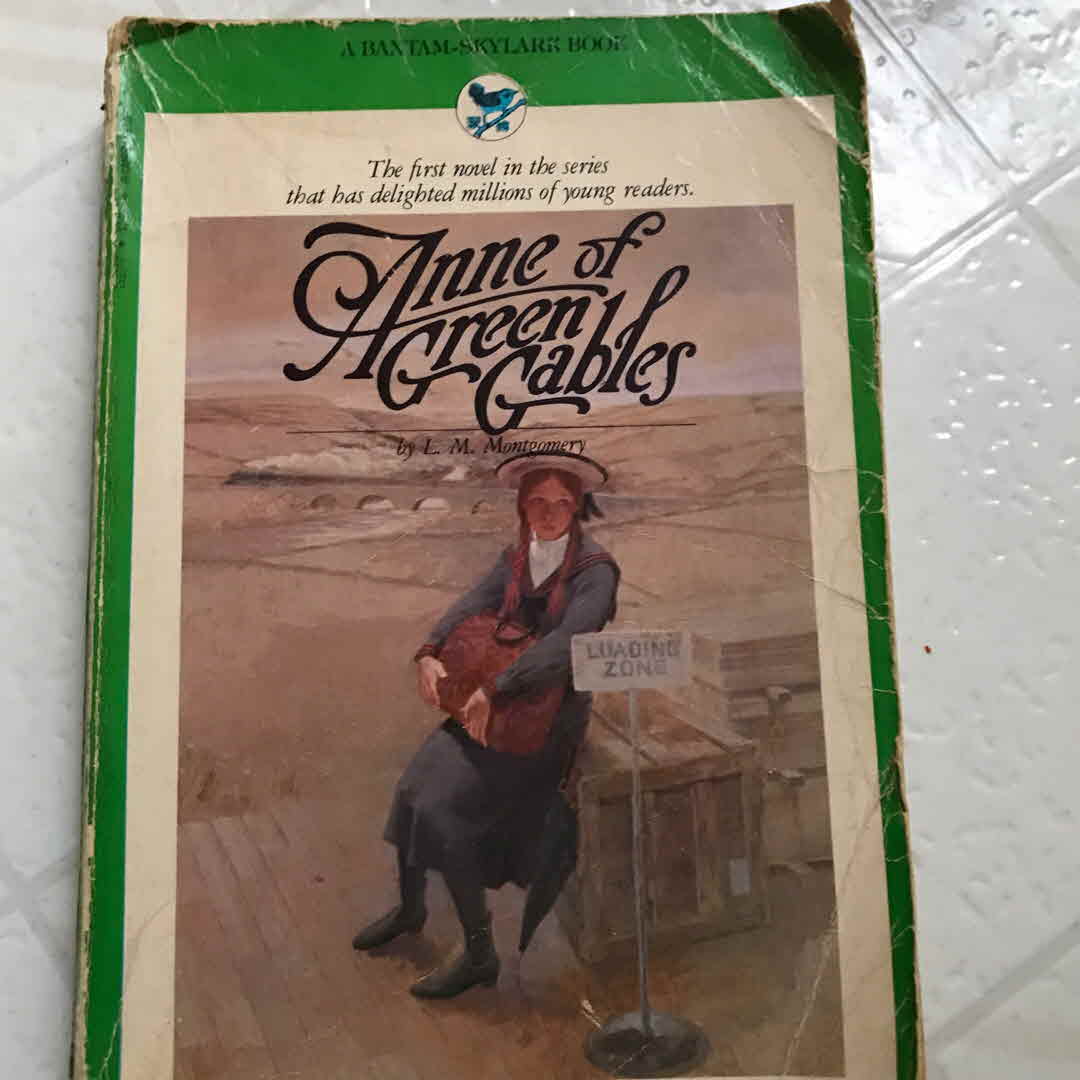 A BANTAM-SKYLARK BOOK
The first novel in the series
that has delighted millions of young readers.
Anne of
Green
Gables
by L. M. Montgomery
LOADING
ZONE